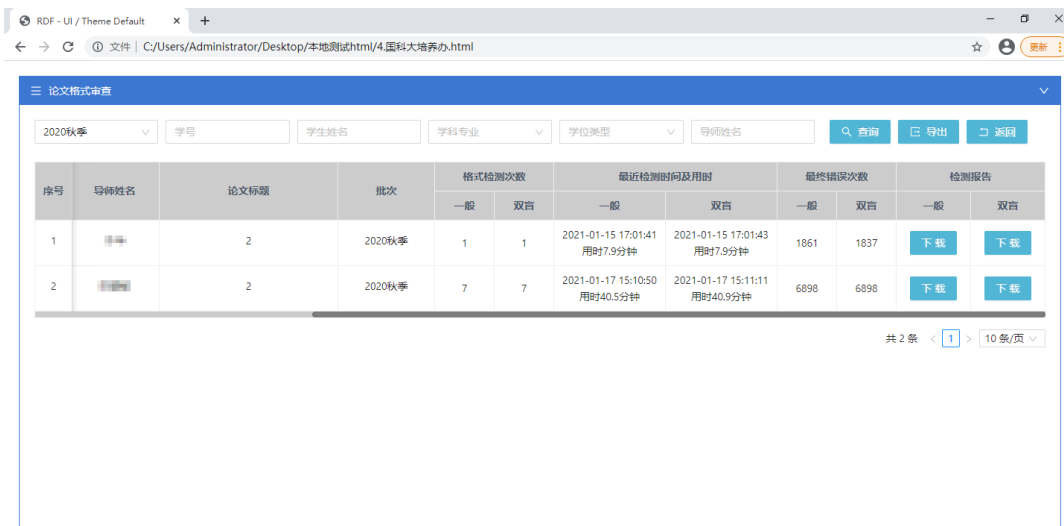 RDF - UI / Theme Default
文件 C:/Users/Administrator/Desktop/本地测试html/4.国科大培养办.html
更新
论文格式审查
2020秋季 学号 学生姓名 学科专业 学位类型 导师姓名 查询 导出 返回
序号 导师姓名 论文标题 批次 格式检测次数 最近检测时间及用时 最终错误次数 检测报告
一般 双盲 一般 双盲 一般 双盲 一般 双盲
1 2 2020秋季 1 1 2021-01-15 17:01:41 2021-01-15 17:01:43 1861 1837 下载 下载
用时7.9分钟 用时7.9分钟
2 2 2020秋季 7 7 2021-01-17 15:10:50 2021-01-17 15:11:11 6898 6898 下载 下载
用时40.5分钟 用时40.9分钟
共 2 条 < 1 > 10 条/页